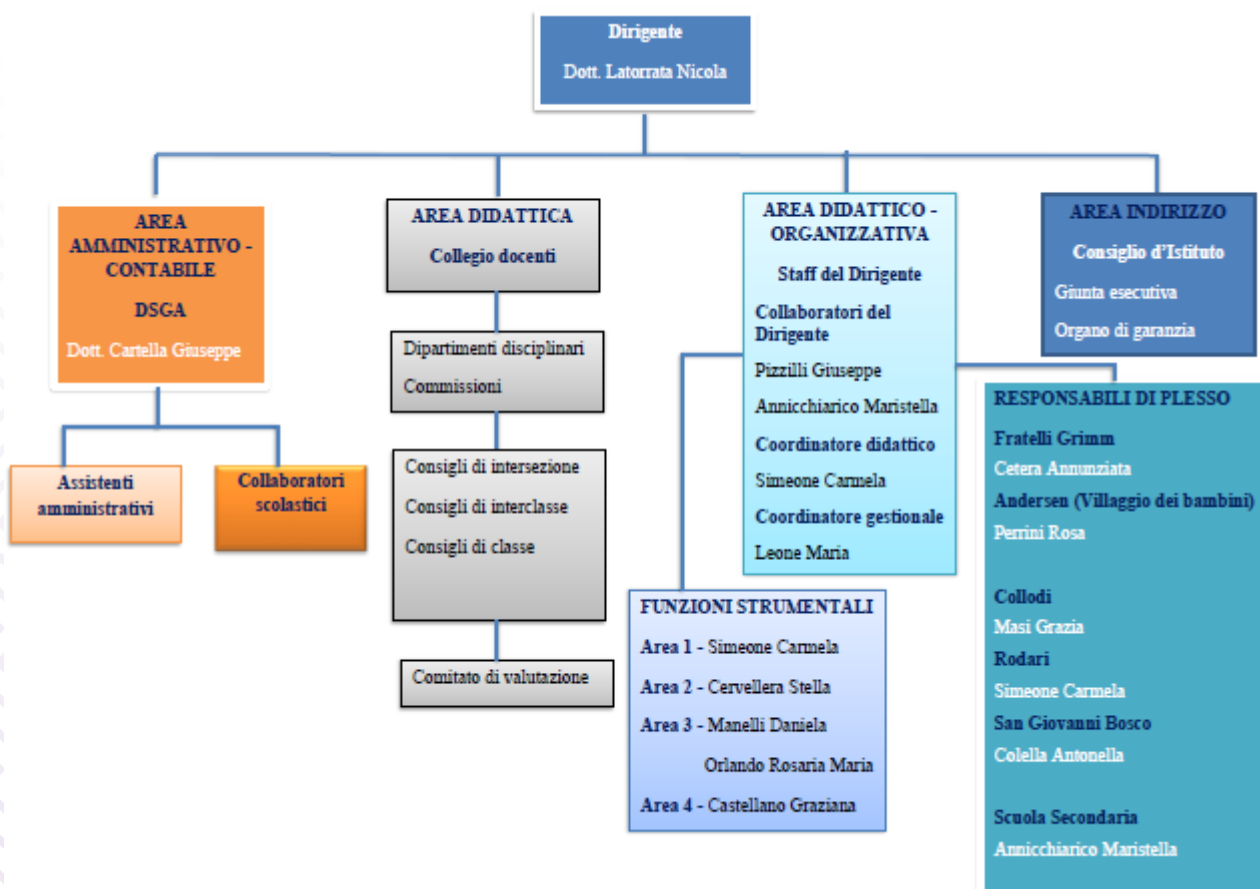 Dirigente
Dott. Latorrata Nicola
AREA
AMMINISTRATIVO -
CONTABILE
DSGA
Dott. Cartella Giuseppe
Assistenti
amministrativi
Collaboratori
scolastici
AREA DIDATTICA
Collegio docenti
Dipartimenti disciplinari
Commissioni
Consigli di intersezione
Consigli di interclasse
Consigli di classe
Comitato di valutazione
AREA DIDATTICO -
ORGANIZZATIVA
Staff del Dirigente
Collaboratori del
Dirigente
Pizzilli Giuseppe
Annicchiarico Maristella
Coordinatore didattico
Simeone Carmela
Coordinatore gestionale
Leone Maria
FUNZIONI STRUMENTALI
Area 1 - Simeone Carmela
Area 2 - Cervellera Stella
Area 3 - Manelli Daniela
Orlando Rosaria Maria
Area 4 - Castellano Graziana
AREA INDIRIZZO
Consiglio d'Istituto
Giunta esecutiva
Organo di garanzia
RESPONSABILI DI PLESSO
Fratelli Grimm
Cetera Annunziata
Andersen (Villaggio dei bambini)
Perrini Rosa
Collodi
Masi Grazia
Rodari
Simeone Carmela
San Giovanni Bosco
Colella Antonella
Scuola Secondaria
Annicchiarico Maristella